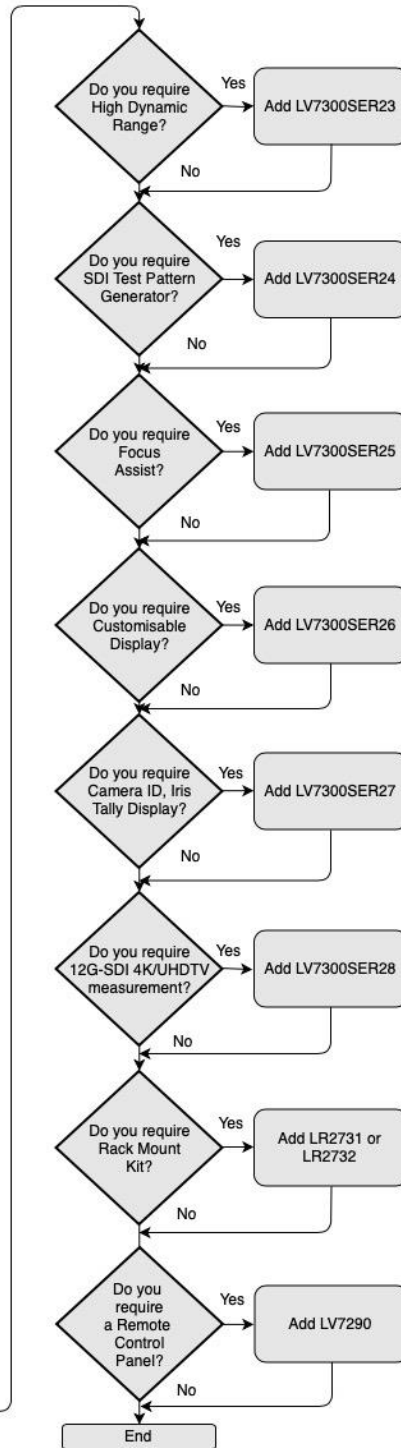 Do you require
High Dynamic
Range?
Yes
Add LV7300SER23
No
Do you require
SDI Test Pattern
Generator?
Yes
Add LV7300SER24
No
Do you require
Focus
Assist?
Yes
Add LV7300SER25
No
Do you require
Customisable
Display?
Yes
Add LV7300SER26
No
Do you require
Camera ID, Iris
Tally Display?
Yes
Add LV7300SER27
No
Do you require
12G-SDI 4K/UHDTV
measurement?
Yes
Add LV7300SER28
No
Do you require
Rack Mount
Kit?
Yes
Add LR2731 or
LR2732
No
Do you
require
a Remote
Control
Panel?
Yes
Add LV7290
No
End